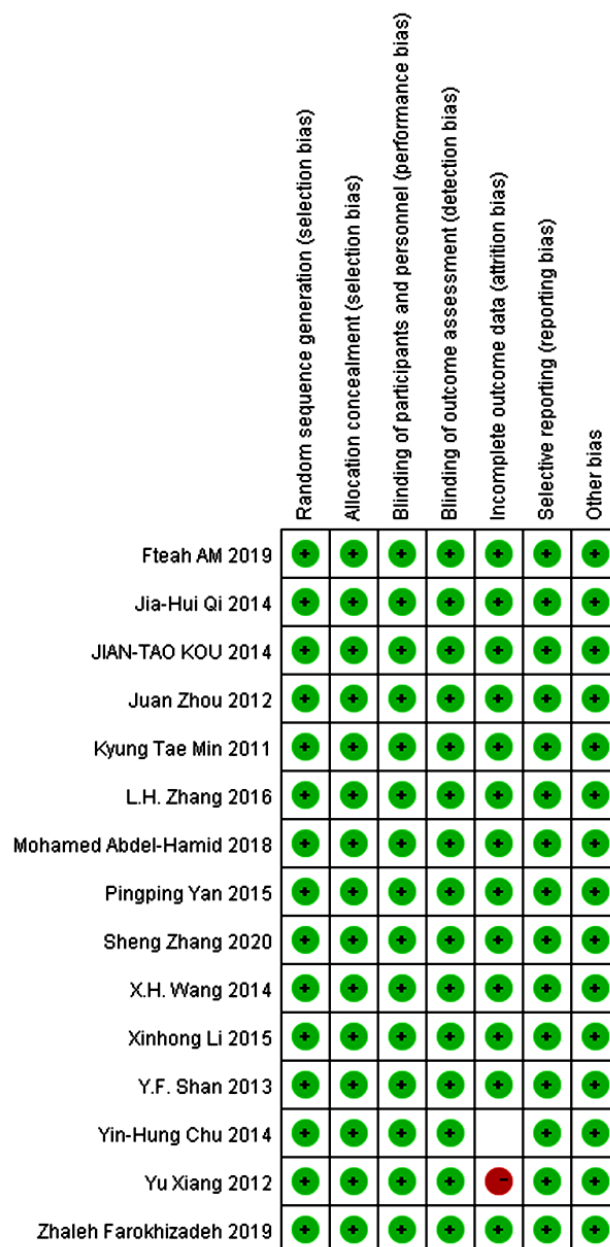 Random sequence generation (selection bias)
Allocation concealment (selection bias)
Blinding of participants and personnel (performance bias)
Blinding of outcome assessment (detection bias)
Incomplete outcome data (attrition bias)
Selective reporting (reporting bias)
Other bias
Fteah AM 2019 + + + + + + +
Jia-Hui Qi 2014 + + + + + + +
JIAN-TAO KOU 2014 + + + + + + +
Juan Zhou 2012 + + + + + + +
Kyung Tae Min 2011 + + + + + + +
L.H. Zhang 2016 + + + + + + +
Mohamed Abdel-Hamid 2018 + + + + + + +
Pingping Yan 2015 + + + + + + +
Sheng Zhang 2020 + + + + + + +
X.H. Wang 2014 + + + + + + +
Xinhong Li 2015 + + + + + + +
Y.F. Shan 2013 + + + + + + +
Yin-Hung Chu 2014 + + + + + +
Yu Xiang 2012 + + + + - + +
Zhaleh Farokhizadeh 2019 + + + + + + +